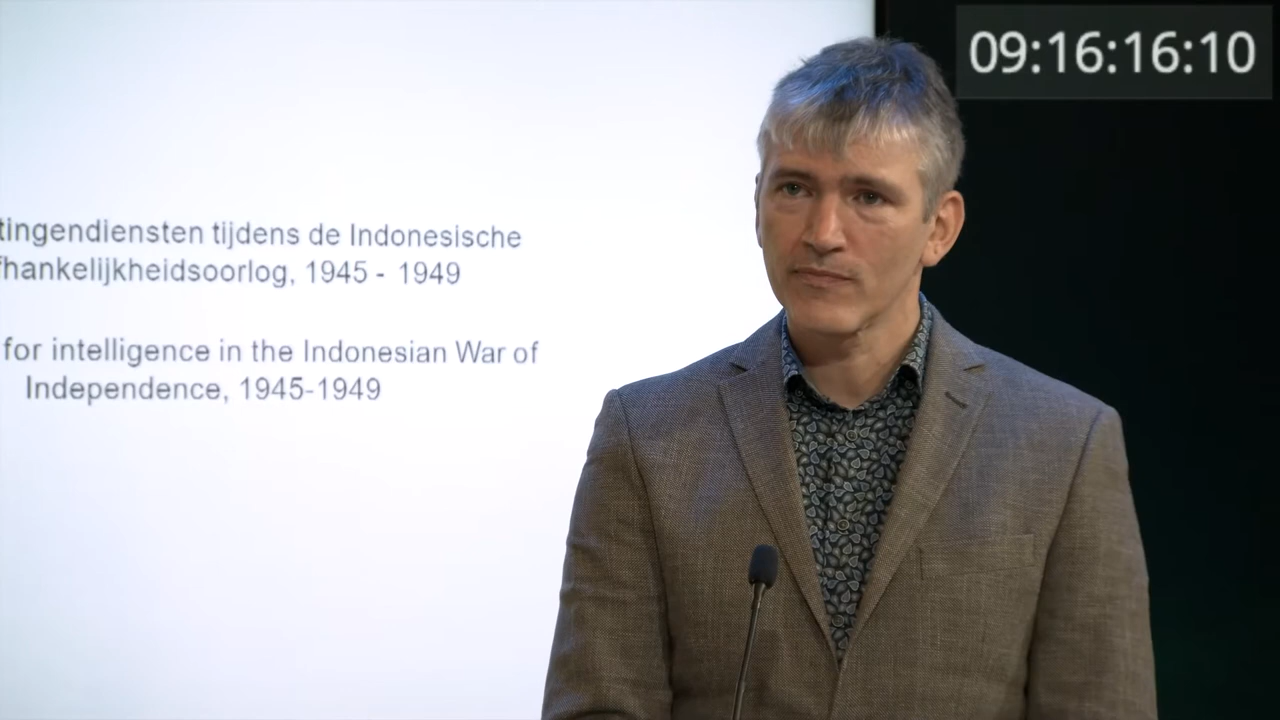 09:16:16:10
tingendiensten tijdens de Indonesische
fhankelijkheidsoorlog, 1945 - 1949
for intelligence in the Indonesian War of
Independence, 1945-1949